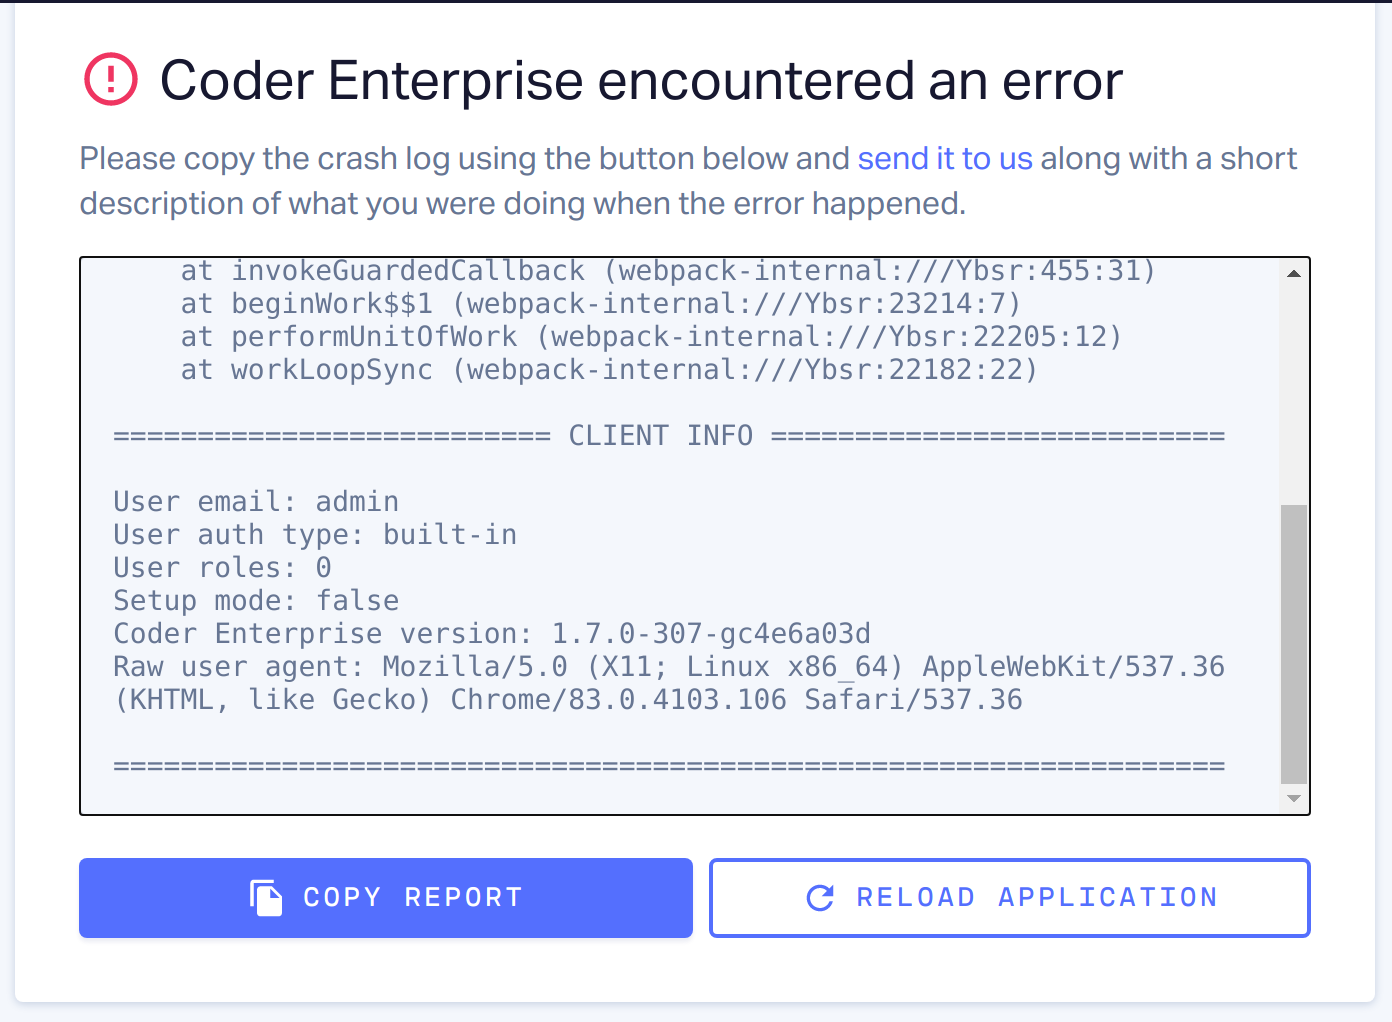 Coder Enterprise encountered an error
Please copy the crash log using the button below and send it to us along with a short
description of what you were doing when the error happened.
at invokeGuardedCallback (webpack-internal:///Ybsr:455:31)
at beginWork$$1 (webpack-internal:///Ybsr:23214:7)
at performUnitOfWork (webpack-internal:///Ybsr:22205:12)
at workLoopSync (webpack-internal:///Ybsr:22182:22)
========================== CLIENT INFO ===========================
User email: admin
User auth type: built-in
User roles: 0
Setup mode: false
Coder Enterprise version: 1.7.0-307-gc4e6a03d
Raw user agent: Mozilla/5.0 (X11; Linux x86_64) AppleWebKit/537.36
(KHTML, like Gecko) Chrome/83.0.4103.106 Safari/537.36
==================================================================
COPY REPORT
RELOAD APPLICATION